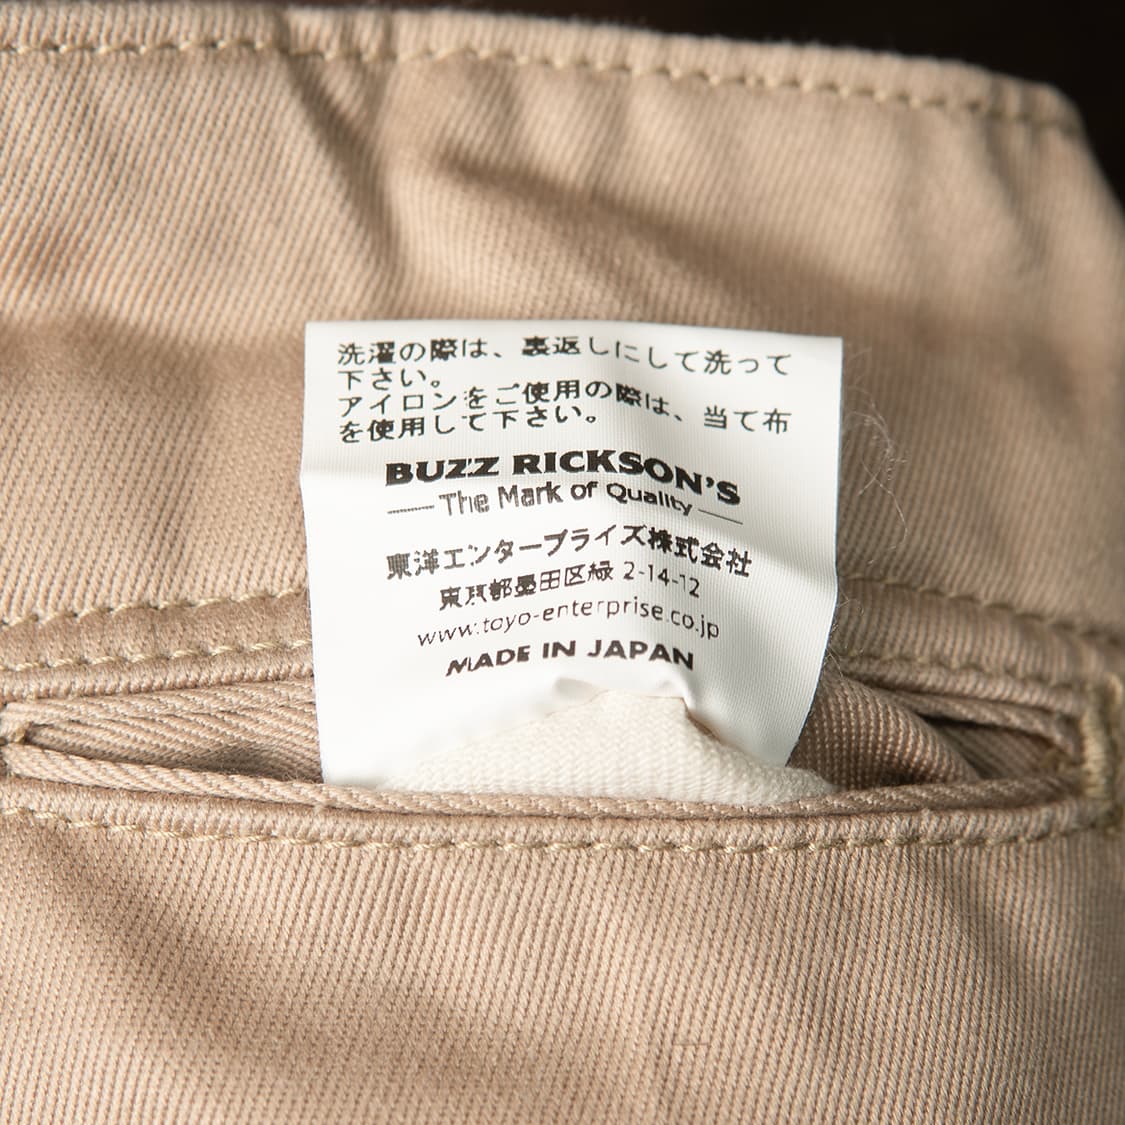 洗濯の際は、裏返しにして洗って
下さい。
アイロンをご使用の際は、当て布
を使用して下さい。
BUZZ RICKSON'S
The Mark of Quality
東洋エンタープライズ株式会社
東京都墨田区緑 2-14-12
www.toyo-enterprise.co.jp
MADE IN JAPAN